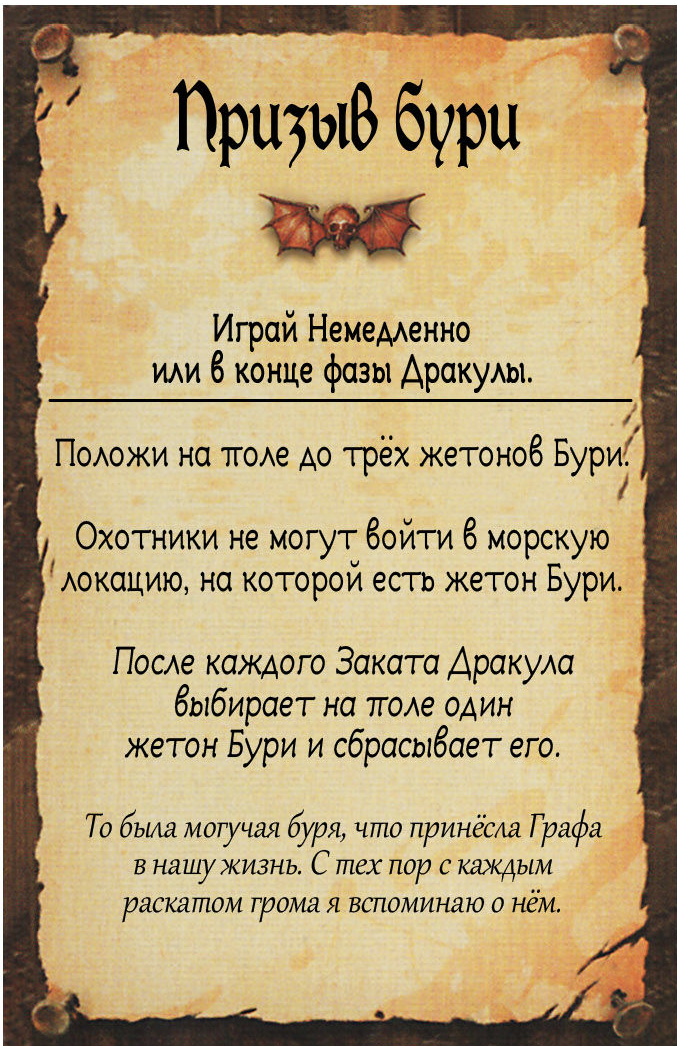 Призыв бури
Играй Немедленно
или в конце фазы Дракулы.
Положи на поле до трёх жетонов Бури.
Охотники не могут войти в морскую
локацию, на которой есть жетон Бури.
После каждого Заката Дракула
выбирает на поле один
жетон Бури и сбрасывает его.
То была могучая буря, что принёсла Графа
в нашу жизнь. С тех пор с каждым
раскатом грома я вспоминаю о нём.